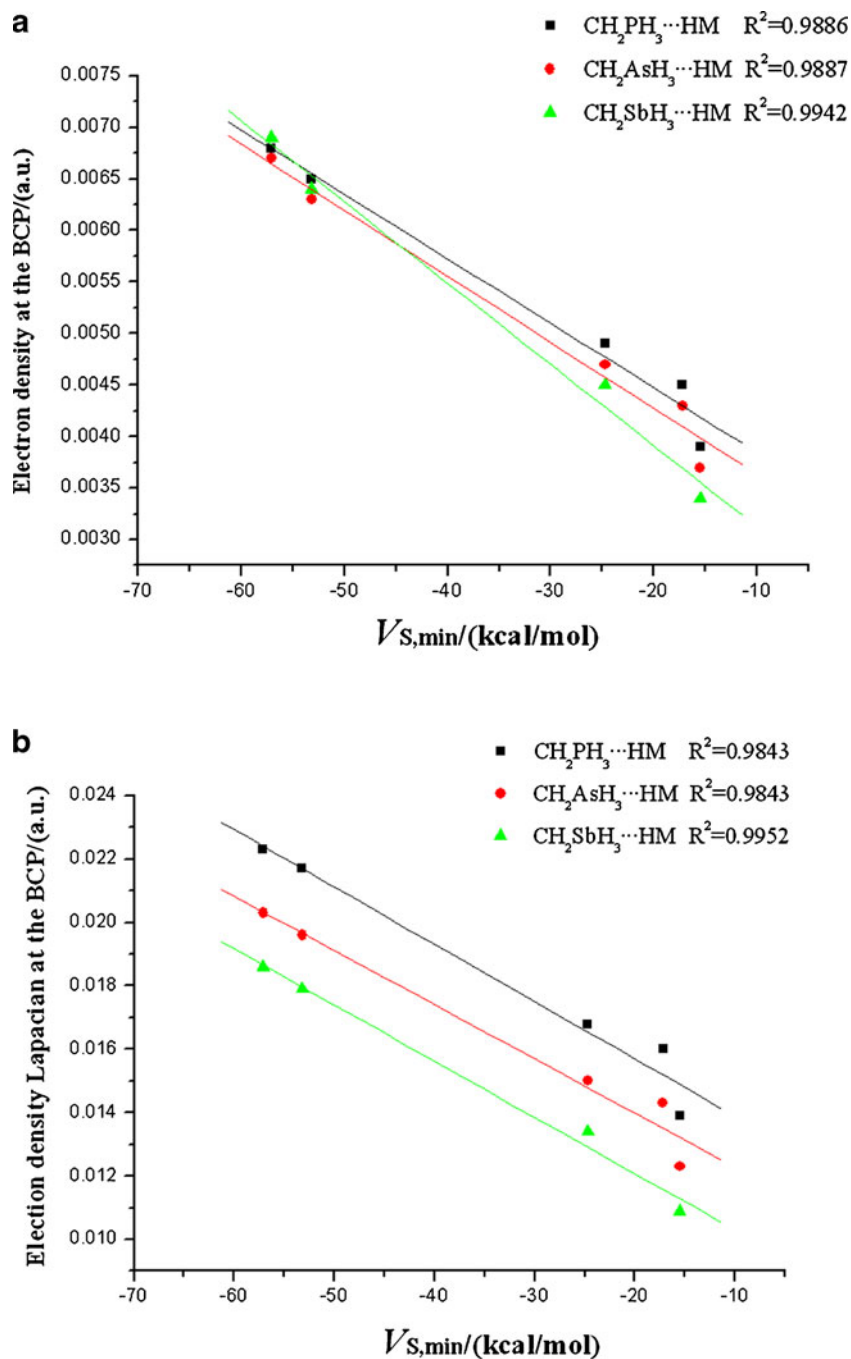 a
CH2PH3···HM R2=0.9886
CH2AsH3···HM R2=0.9887
CH2SbH3···HM R2=0.9942
0.0075
0.0070
0.0065
0.0060
0.0055
0.0050
0.0045
0.0040
0.0035
0.0030
Electron density at the BCP/(a.u.)
-70 -60 -50 -40 -30 -20 -10
VS,min/(kcal/mol)
b
CH2PH3···HM R2=0.9843
CH2AsH3···HM R2=0.9843
CH2SbH3···HM R2=0.9952
0.024
0.022
0.020
0.018
0.016
0.014
0.012
0.010
Election density Lapacian at the BCP/(a.u.)
-70 -60 -50 -40 -30 -20 -10
VS,min/(kcal/mol)